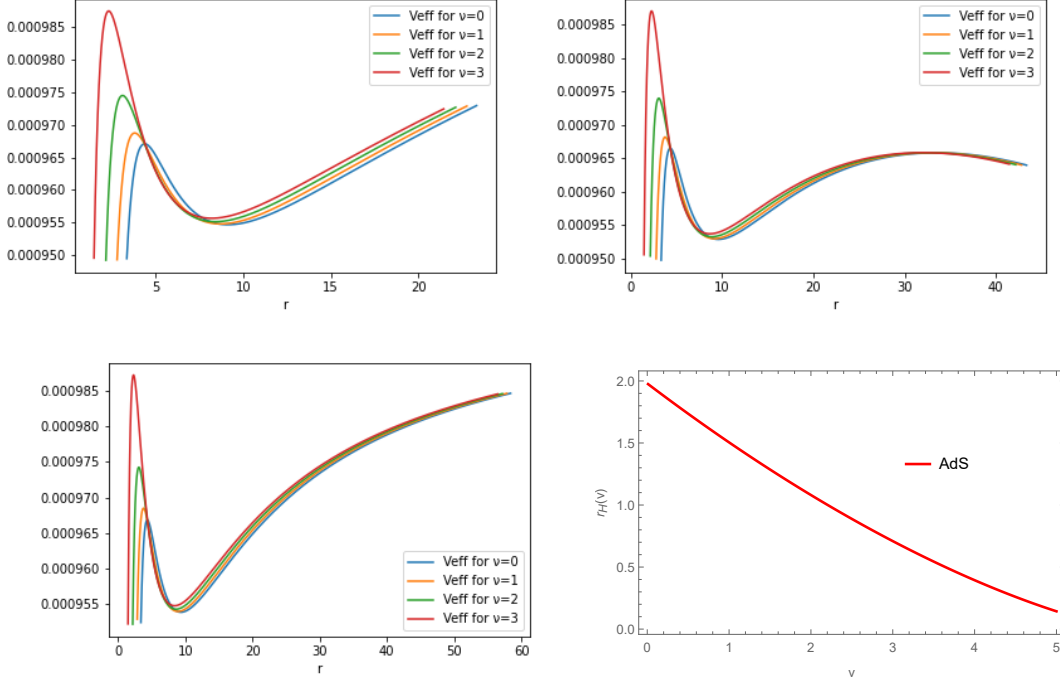 0.000985
0.000980
0.000975
0.000970
0.000965
0.000960
0.000955
0.000950
5
10
15
20
r
Veff for ν=0
Veff for ν=1
Veff for ν=2
Veff for ν=3
0.000985
0.000980
0.000975
0.000970
0.000965
0.000960
0.000955
0.000950
0
10
20
30
40
r
Veff for ν=0
Veff for ν=1
Veff for ν=2
Veff for ν=3
0.000985
0.000980
0.000975
0.000970
0.000965
0.000960
0.000955
0
10
20
30
40
50
60
r
Veff for ν=0
Veff for ν=1
Veff for ν=2
Veff for ν=3
2.0
1.5
1.0
0.5
0.0
r_H(ν)
0
1
2
3
4
5
ν
AdS